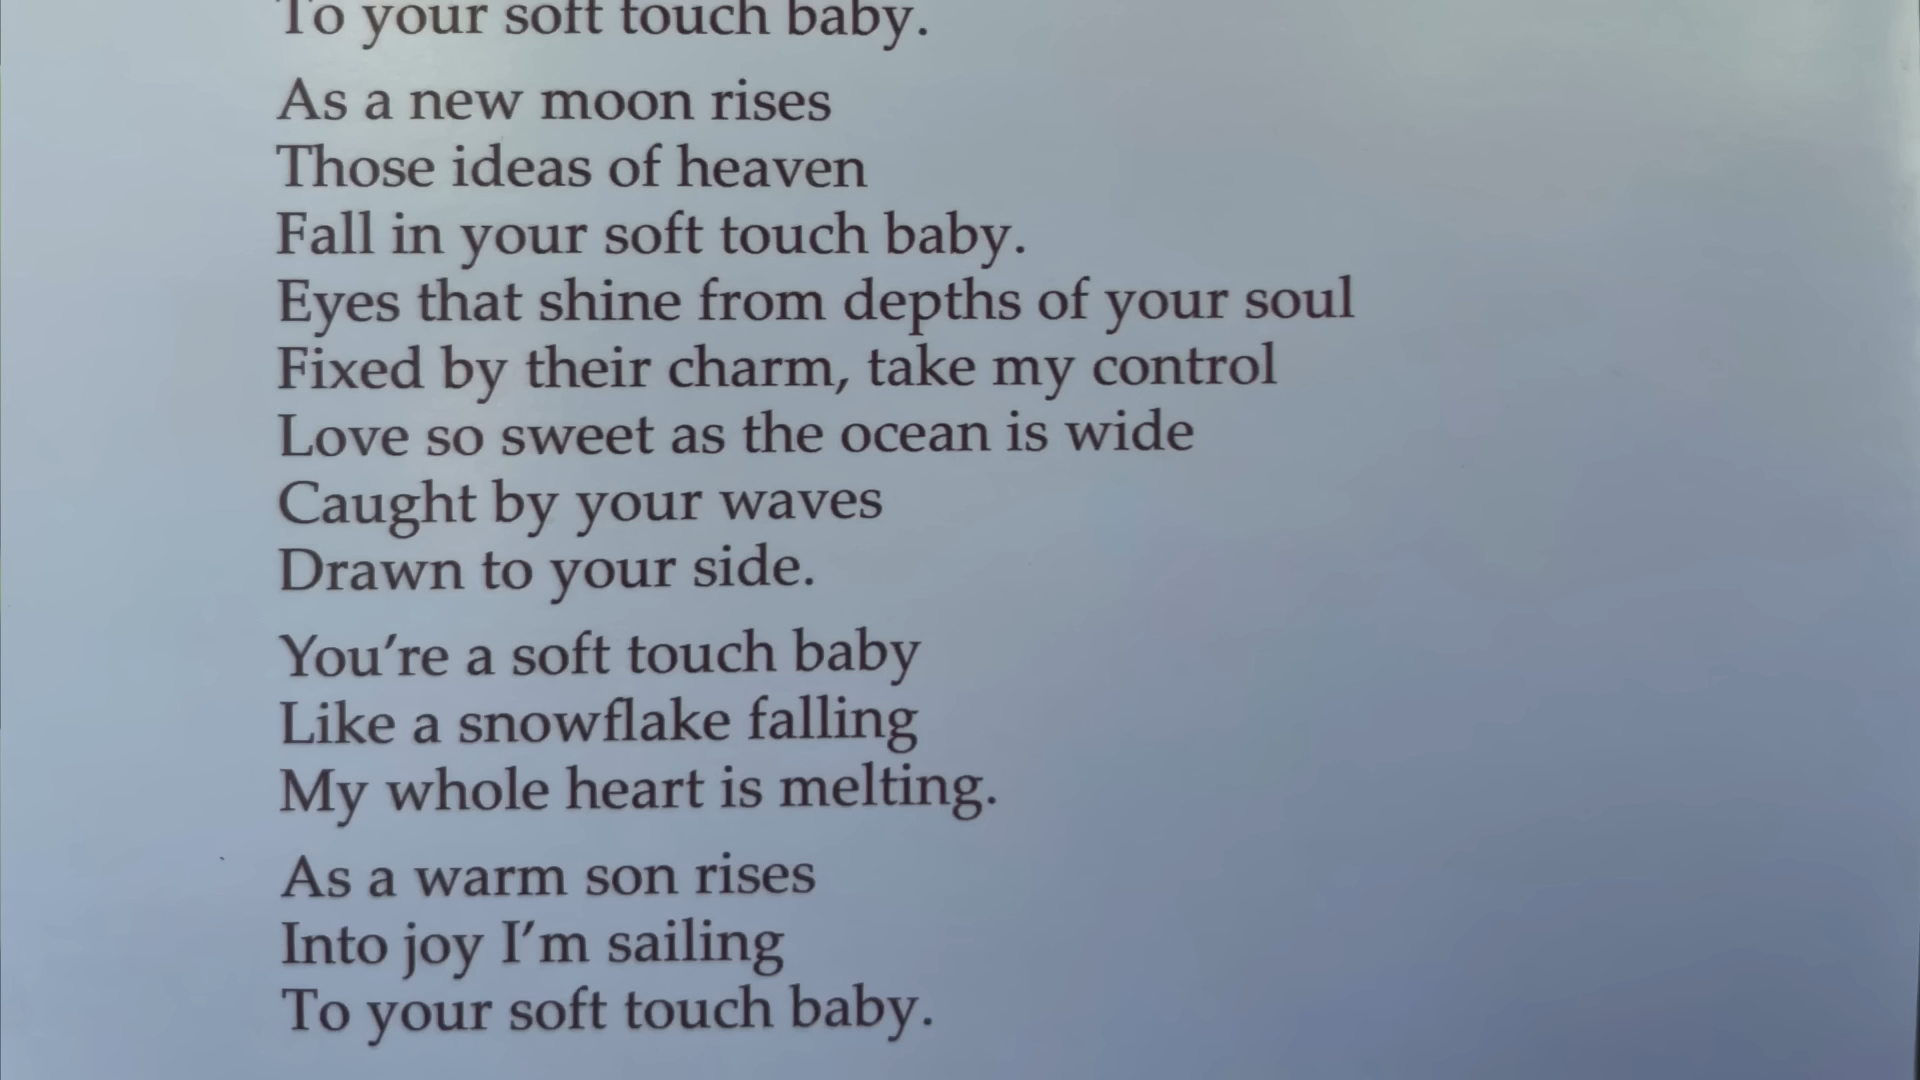 To your soft touch baby.
As a new moon rises
Those ideas of heaven
Fall in your soft touch baby.
Eyes that shine from depths of your soul
Fixed by their charm, take my control
Love so sweet as the ocean is wide
Caught by your waves
Drawn to your side.
You're a soft touch baby
Like a snowflake falling
My whole heart is melting.
As a warm son rises
Into joy I'm sailing
To your soft touch baby.